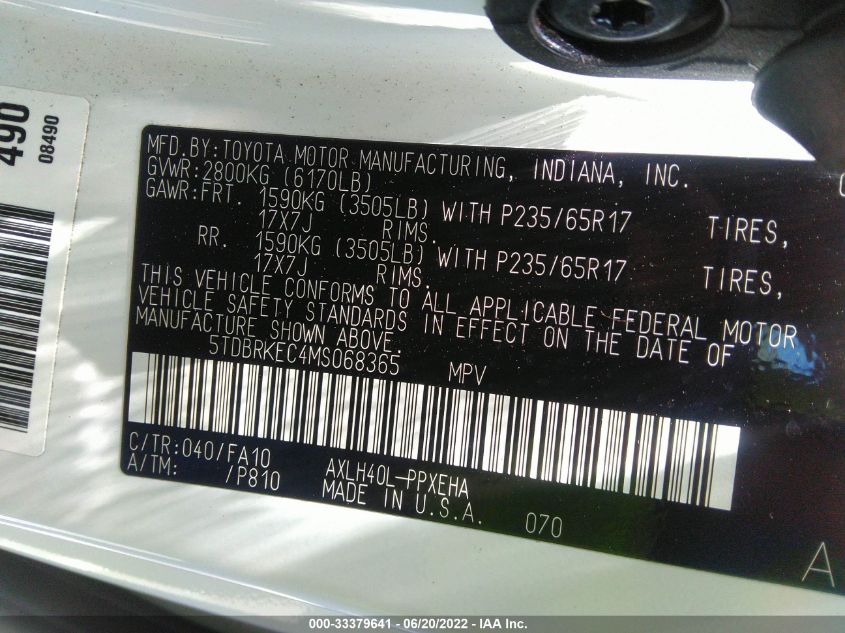 490
08490
MFD.BY:TOYOTA MOTOR MANUFACTURING, INDIANA, INC.
GVWR:2800KG (6170LB)
GAWR:FRT. 1590KG (3505LB) WITH P235/65R17 TIRES,
17X7J RIMS.
RR. 1590KG (3505LB) WITH P235/65R17 TIRES,
17X7J RIMS.
THIS VEHICLE CONFORMS TO ALL APPLICABLE FEDERAL MOTOR
VEHICLE SAFETY STANDARDS IN EFFECT ON THE DATE OF
MANUFACTURE SHOWN ABOVE.
5TDBRKEC4MS068365 MPV
C/TR:040/FA10
A/TM: /P810
AXLH40L-PPXEHA
MADE IN U.S.A. 070
A
000-33379641 - 06/20/2022 - IAA Inc.